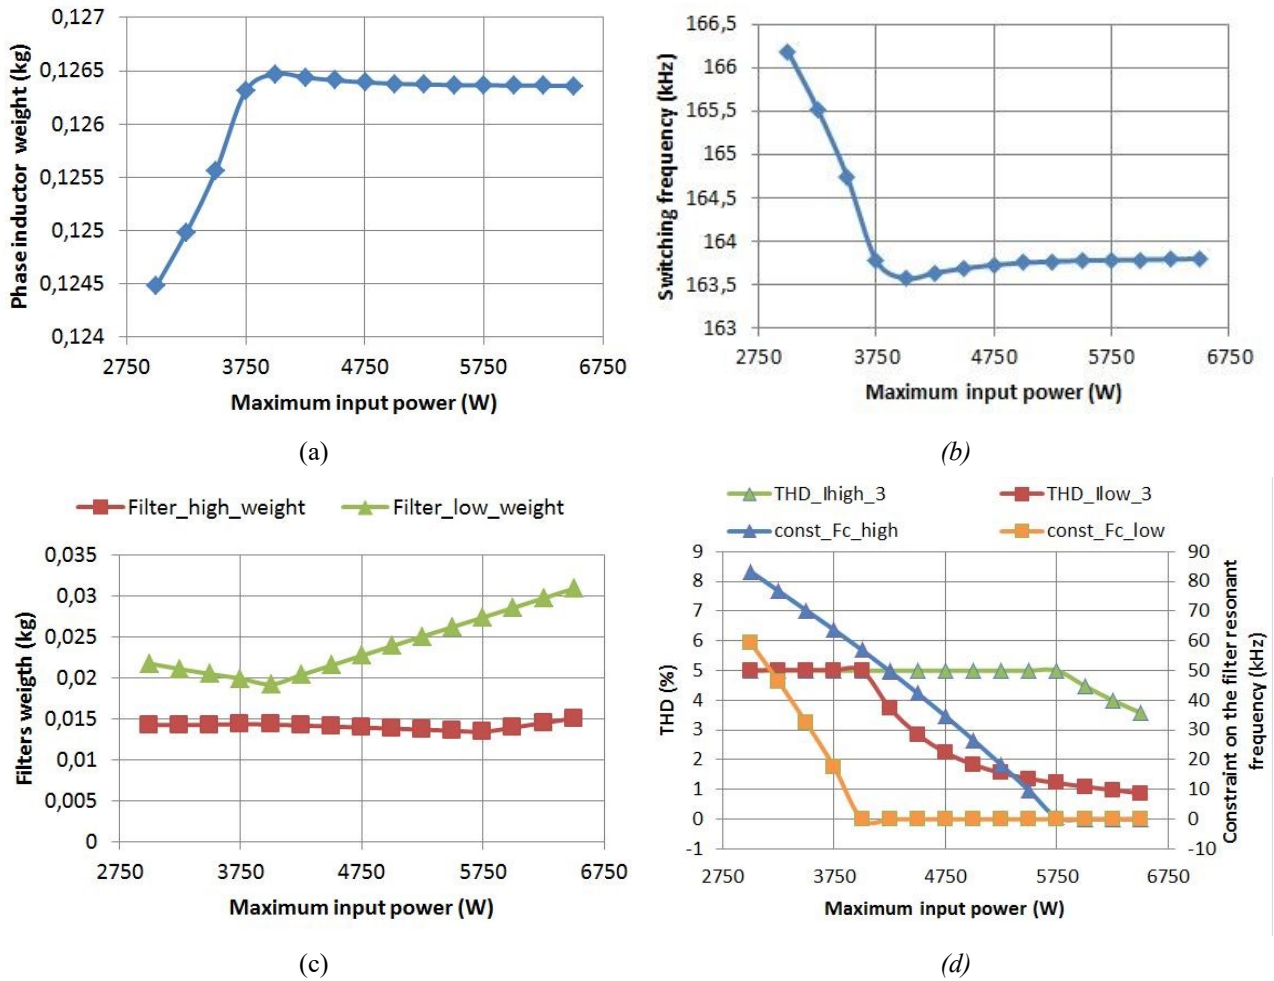 0,127
0,1265
0,126
0,1255
0,125
0,1245
0,124
Phase inductor weight (kg)
2750 3750 4750 5750 6750
Maximum input power (W)
(a)
166,5
166
165,5
165
164,5
164
163,5
163
Switching frequency (kHz)
2750 3750 4750 5750 6750
Maximum input power (W)
(b)
Filter_high_weight Filter_low_weight
0,035
0,03
0,025
0,02
0,015
0,01
0,005
0
Filters weigth (kg)
2750 3750 4750 5750 6750
Maximum input power (W)
(c)
THD_Ihigh_3 THD_Ilow_3
const_Fc_high const_Fc_low
9
8
7
6
5
4
3
2
1
0
-1
THD (%)
90
80
70
60
50
40
30
20
10
0
-10
Constraint on the filter resonant
frequency (kHz)
2750 3750 4750 5750 6750
Maximum input power (W)
(d)